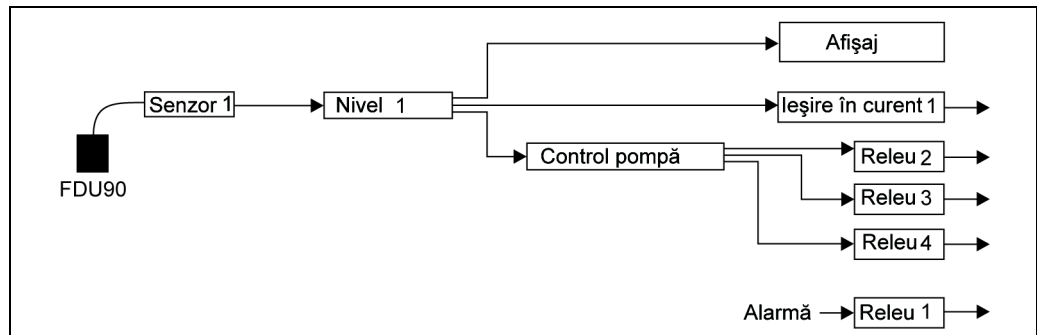 Afişaj
Senzor 1
Nivel 1
Ieşire în curent 1
Control pompă
Releu 2
FDU90
Releu 3
Releu 4
Alarmă
Releu 1